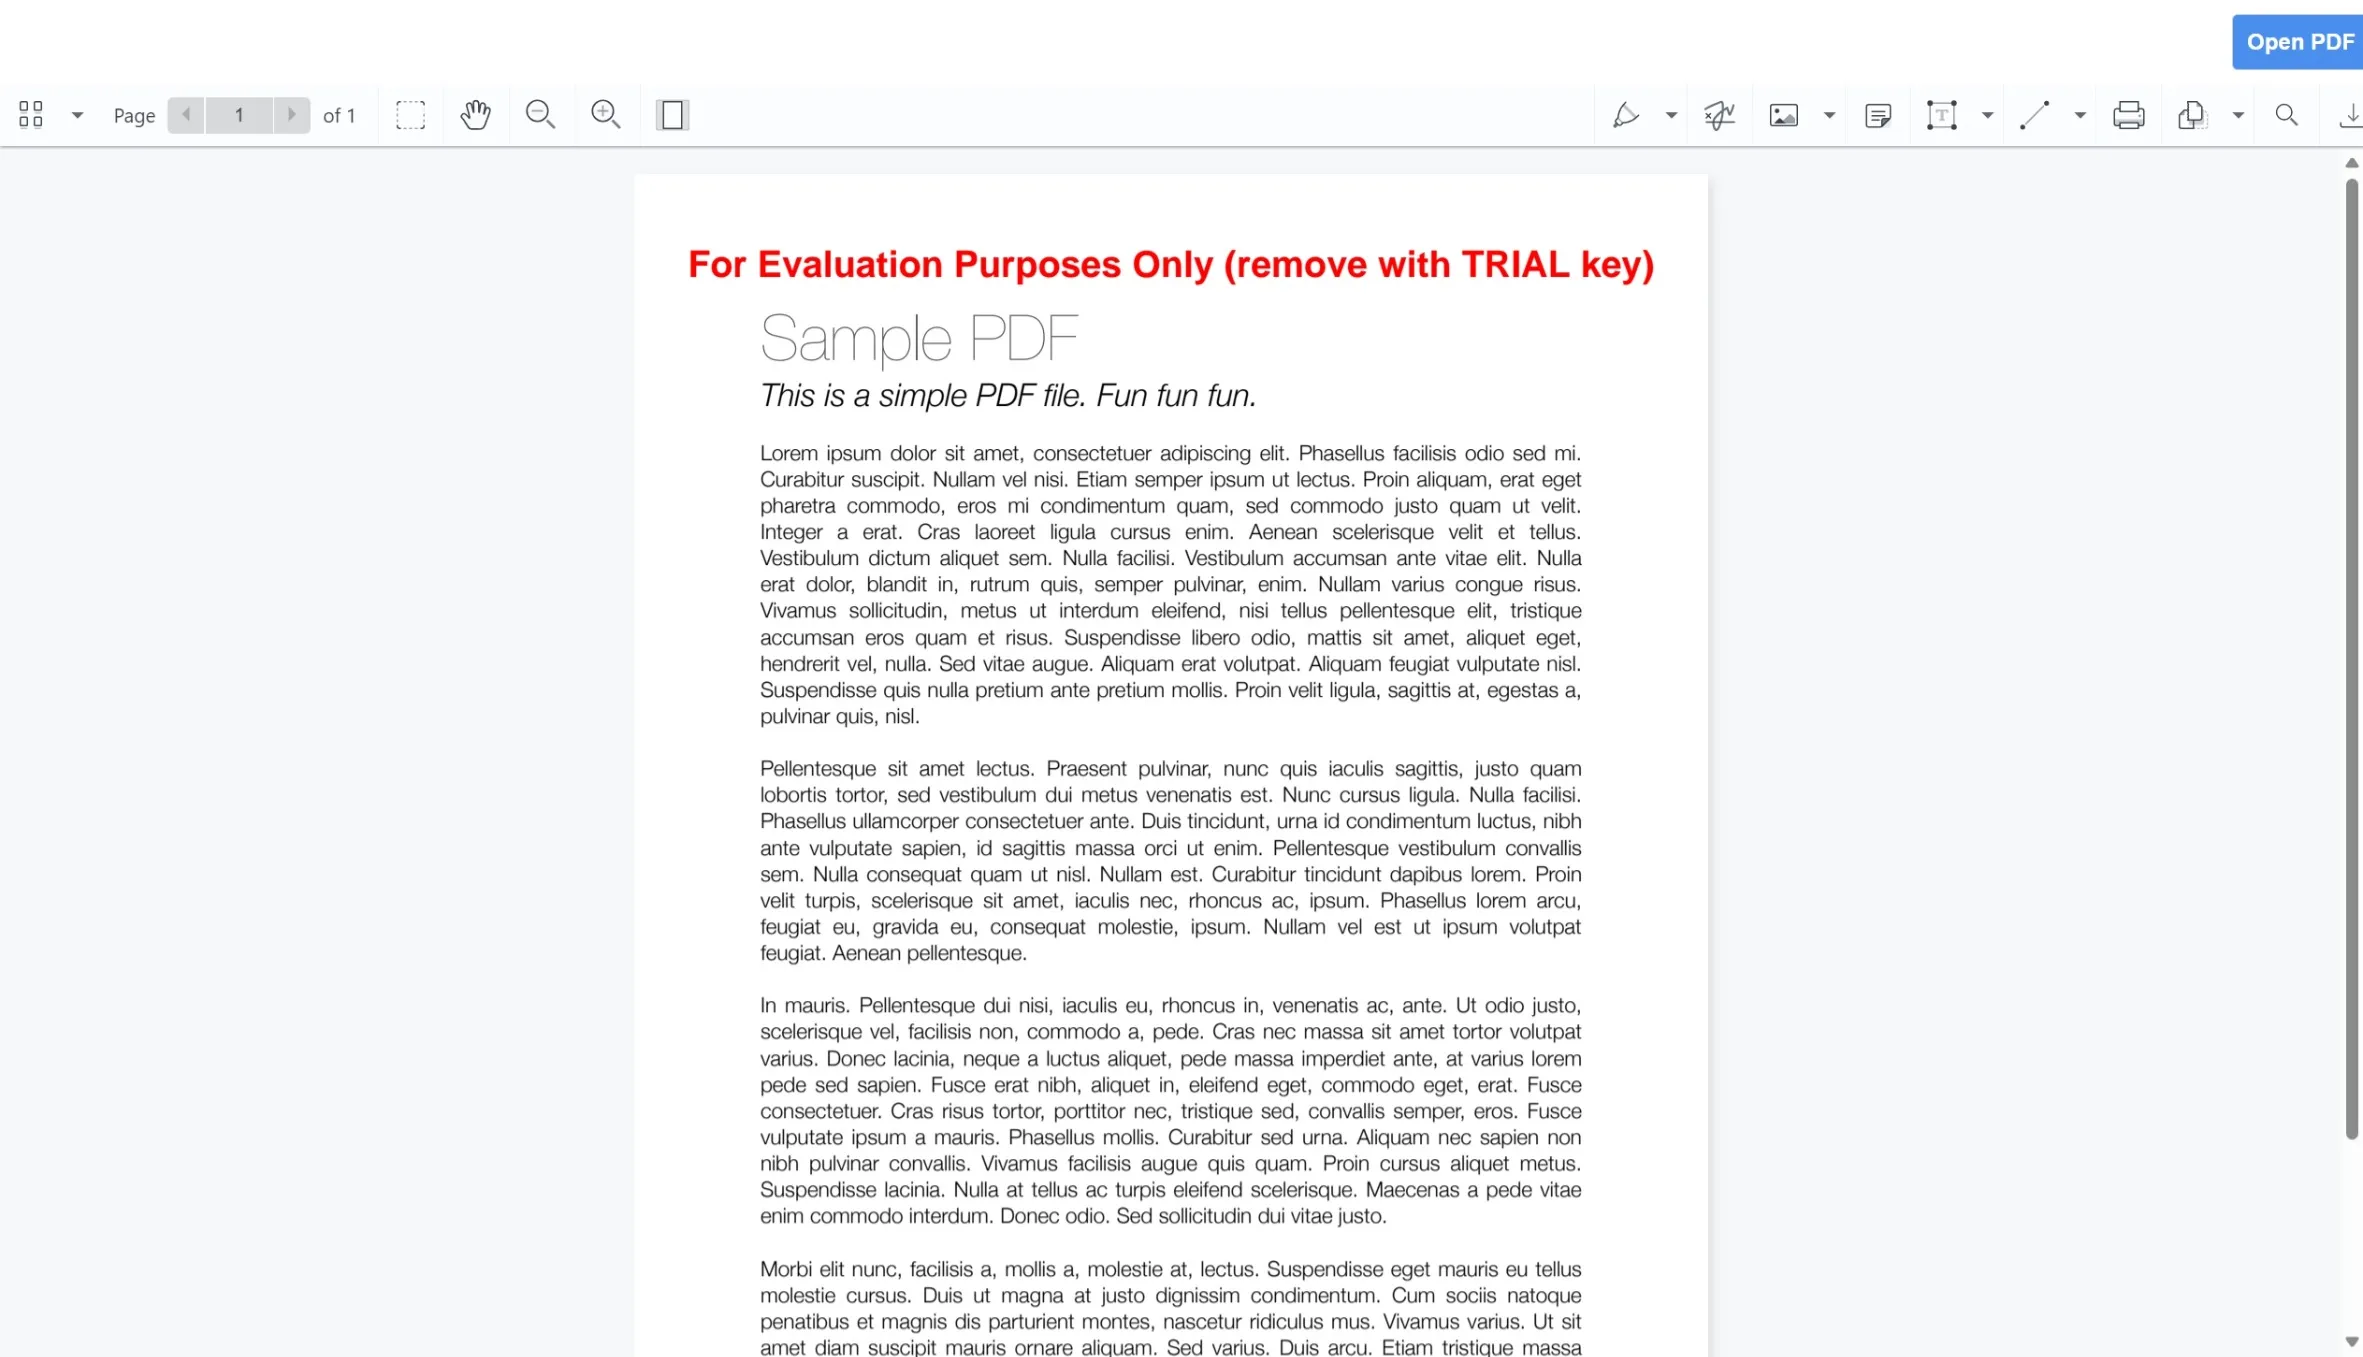 Open PDF
Page 1 of 1
For Evaluation Purposes Only (remove with TRIAL key)
Sample PDF
This is a simple PDF file. Fun fun fun.
Lorem ipsum dolor sit amet, consectetuer adipiscing elit. Phasellus facilisis odio sed mi.
Curabitur suscipit. Nullam vel nisi. Etiam semper ipsum ut lectus. Proin aliquam, erat eget
pharetra commodo, eros mi condimentum quam, sed commodo justo quam ut velit.
Integer a erat. Cras laoreet ligula cursus enim. Aenean scelerisque velit et tellus.
Vestibulum dictum aliquet sem. Nulla facilisi. Vestibulum accumsan ante vitae elit. Nulla
erat dolor, blandit in, rutrum quis, semper pulvinar, enim. Nullam varius congue risus.
Vivamus sollicitudin, metus ut interdum eleifend, nisi tellus pellentesque elit, tristique
accumsan eros quam et risus. Suspendisse libero odio, mattis sit amet, aliquet eget,
hendrerit vel, nulla. Sed vitae augue. Aliquam erat volutpat. Aliquam feugiat vulputate nisl.
Suspendisse quis nulla pretium ante pretium mollis. Proin velit ligula, sagittis at, egestas a,
pulvinar quis, nisl.
Pellentesque sit amet lectus. Praesent pulvinar, nunc quis iaculis sagittis, justo quam
lobortis tortor, sed vestibulum dui metus venenatis est. Nunc cursus ligula. Nulla facilisi.
Phasellus ullamcorper consectetuer ante. Duis tincidunt, urna id condimentum luctus, nibh
ante vulputate sapien, id sagittis massa orci ut enim. Pellentesque vestibulum convallis
sem. Nulla consequat quam ut nisl. Nullam est. Curabitur tincidunt dapibus lorem. Proin
velit turpis, scelerisque sit amet, iaculis nec, rhoncus ac, ipsum. Phasellus lorem arcu,
feugiat eu, gravida eu, consequat molestie, ipsum. Nullam vel est ut ipsum volutpat
feugiat. Aenean pellentesque.
In mauris. Pellentesque dui nisi, iaculis eu, rhoncus in, venenatis ac, ante. Ut odio justo,
scelerisque vel, facilisis non, commodo a, pede. Cras nec massa sit amet tortor volutpat
varius. Donec lacinia, neque a luctus aliquet, pede massa imperdiet ante, at varius lorem
pede sed sapien. Fusce erat nibh, aliquet in, eleifend eget, commodo eget, erat. Fusce
consectetuer. Cras risus tortor, porttitor nec, tristique sed, convallis semper, eros. Fusce
vulputate ipsum a mauris. Phasellus mollis. Curabitur sed urna. Aliquam nec sapien non
nibh pulvinar convallis. Vivamus facilisis augue quis quam. Proin cursus aliquet metus.
Suspendisse lacinia. Nulla at tellus ac turpis eleifend scelerisque. Maecenas a pede vitae
enim commodo interdum. Donec odio. Sed sollicitudin dui vitae justo.
Morbi elit nunc, facilisis a, mollis a, molestie at, lectus. Suspendisse eget mauris eu tellus
molestie cursus. Duis ut magna at justo dignissim condimentum. Cum sociis natoque
penatibus et magnis dis parturient montes, nascetur ridiculus mus. Vivamus varius. Ut sit
amet diam suscipit mauris ornare aliquam. Sed varius. Duis arcu. Etiam tristique massa